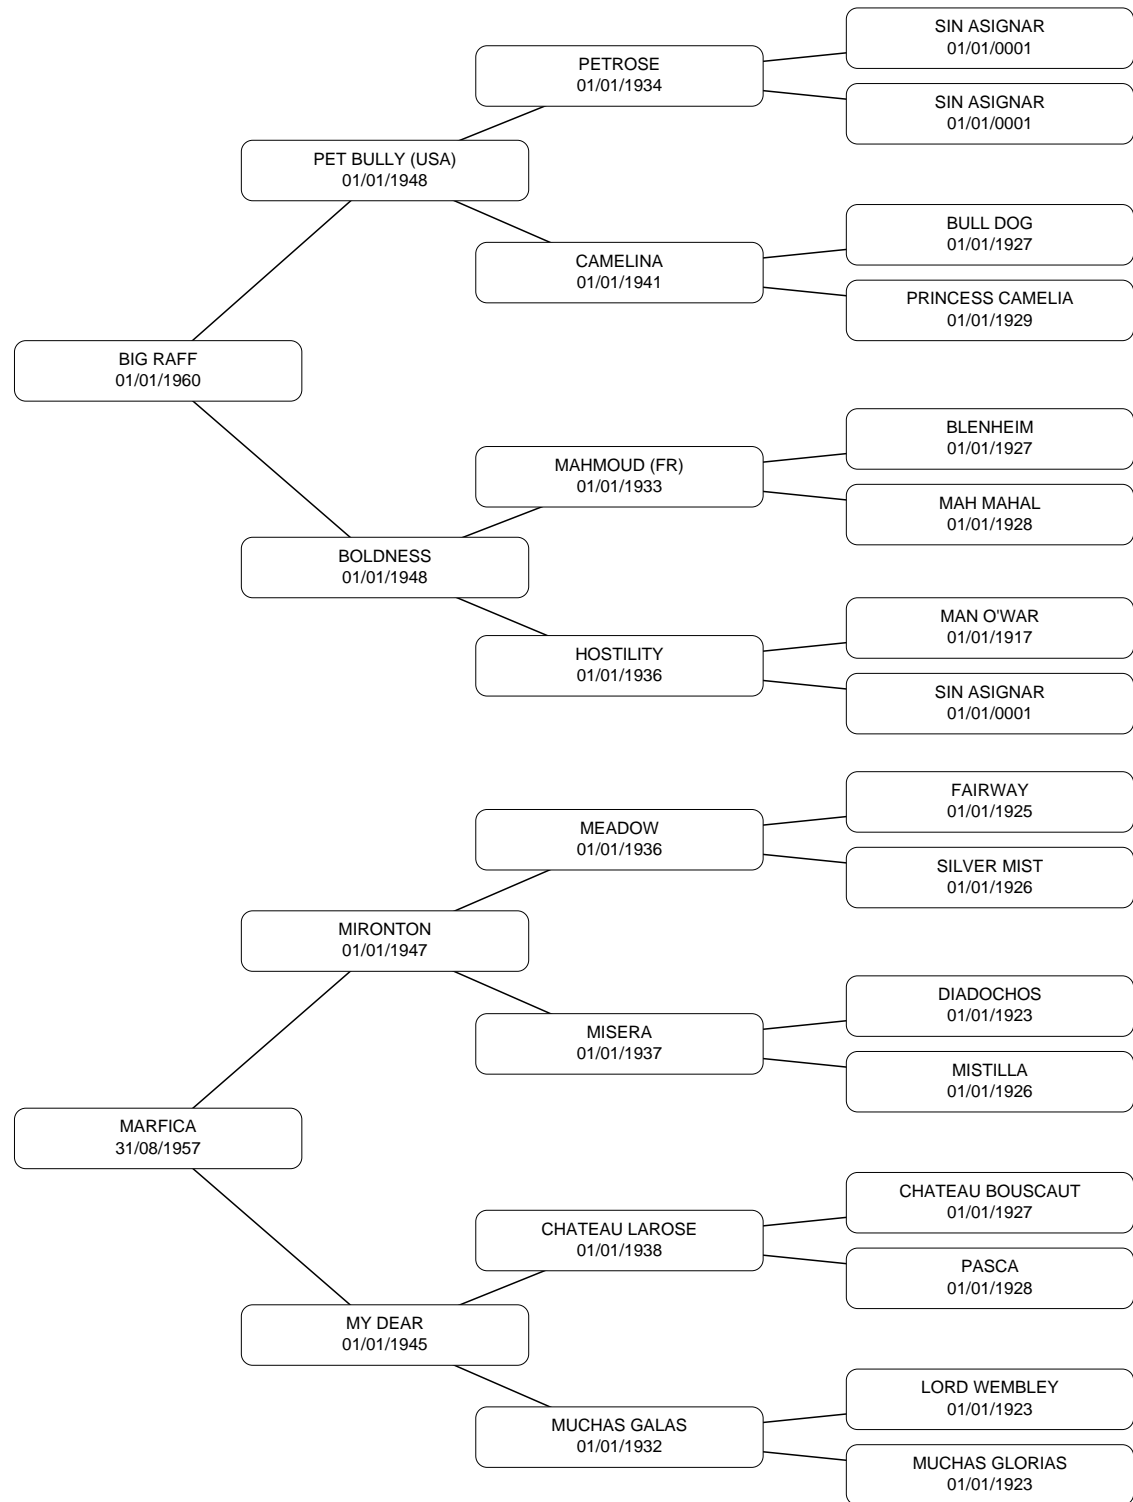 SIN ASIGNAR
01/01/0001
PETROSE
01/01/1934
SIN ASIGNAR
01/01/0001
PET BULLY (USA)
01/01/1948
BULL DOG
01/01/1927
CAMELINA
01/01/1941
PRINCESS CAMELIA
01/01/1929
BIG RAFF
01/01/1960
BLENHEIM
01/01/1927
MAHMOUD (FR)
01/01/1933
MAH MAHAL
01/01/1928
BOLDNESS
01/01/1948
MAN O'WAR
01/01/1917
HOSTILITY
01/01/1936
SIN ASIGNAR
01/01/0001
FAIRWAY
01/01/1925
MEADOW
01/01/1936
SILVER MIST
01/01/1926
MIRONTON
01/01/1947
DIADOCHOS
01/01/1923
MISERA
01/01/1937
MISTILLA
01/01/1926
MARFICA
31/08/1957
CHATEAU BOUSCAUT
01/01/1927
CHATEAU LAROSE
01/01/1938
PASCA
01/01/1928
MY DEAR
01/01/1945
LORD WEMBLEY
01/01/1923
MUCHAS GALAS
01/01/1932
MUCHAS GLORIAS
01/01/1923